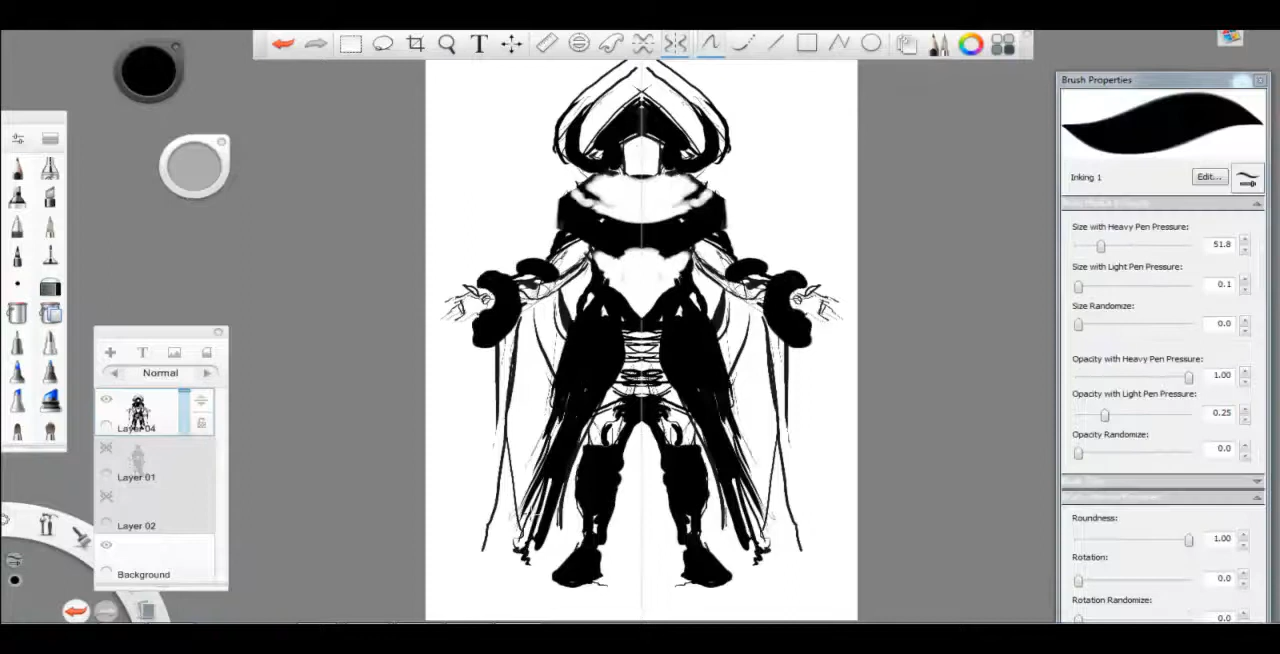 T
Brush Properties
Inking 1
Edit...
Size with Heavy Pen Pressure:
51.8
Size with Light Pen Pressure:
0.1
Size Randomize:
0.0
Opacity with Heavy Pen Pressure:
1.00
Opacity with Light Pen Pressure:
0.25
Opacity Randomize:
0.0
Roundness:
1.00
Rotation:
0.0
Rotation Randomize:
0.0
T
Normal
Layer 04
Layer 01
Layer 02
Background